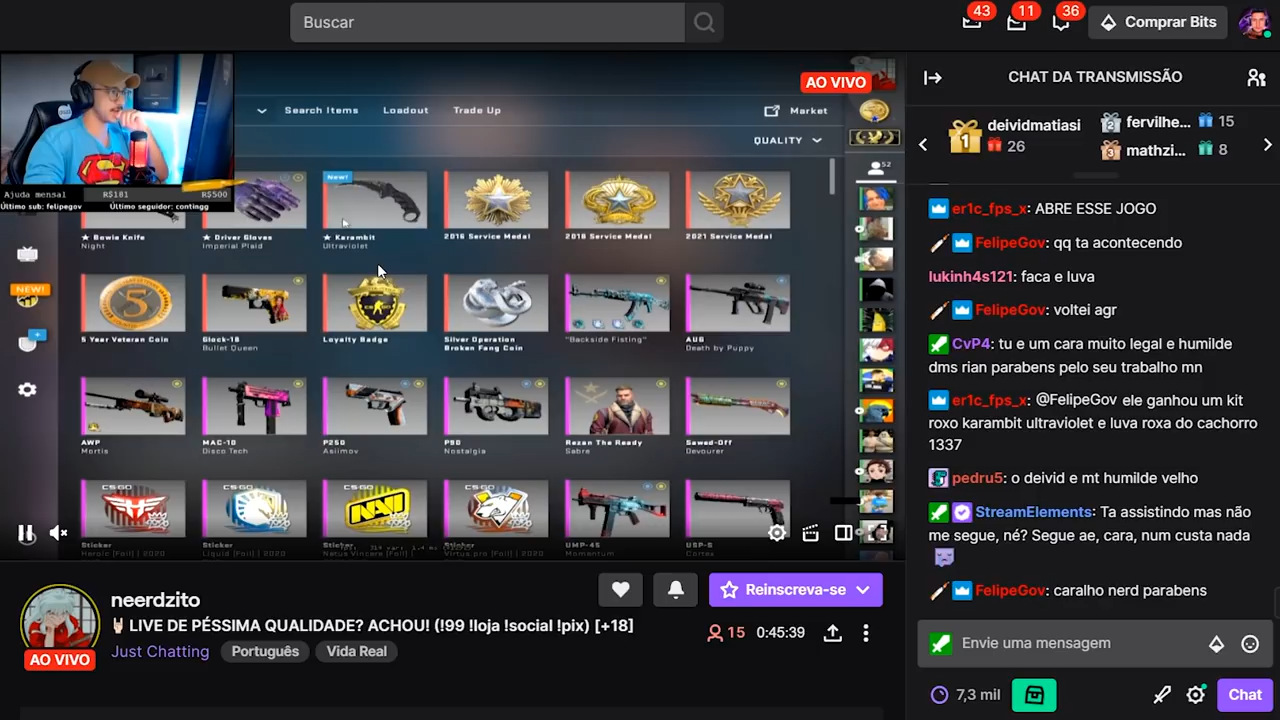 Buscar
43
11
36
Comprar Bits
AO VIVO
Search Items
Loadout
Trade Up
Market
QUALITY
52
Ajuda mensal
R$181
R$500
Último sub: felipegov
Último seguidor: contingg
NEW!
★ Bowie Knife
Night
★ Driver Gloves
Imperial Plaid
New!
★ Karambit
Ultraviolet
2016 Service Medal
2018 Service Medal
2021 Service Medal
5 Year Veteran Coin
Glock-18
Bullet Queen
Loyalty Badge
Silver Operation
Broken Fang Coin
"Backside Fisting"
AUG
Death by Puppy
AWP
Mortis
MAC-10
Disco Tech
P250
Asiimov
P90
Nostalgia
Rezan The Ready
Sabre
Sawed-Off
Devourer
Sticker
Heroic [Foil] | 2020
Sticker
Liquid [Foil] | 2020
Sticker
Sticker
UMP-45
Momentum
USP-S
Cortex
neerdzito
LIVE DE PÉSSIMA QUALIDADE? ACHOU! (!99 !loja !social !pix) [+18]
Just Chatting
Português
Vida Real
AO VIVO
Reinscreva-se
15
0:45:39
CHAT DA TRANSMISSÃO
1
deividmatiasi
26
2
fervilhe...
15
3
mathzi...
8
er1c_fps_x: ABRE ESSE JOGO
FelipeGov: qq ta acontecendo
lukinh4s121: faca e luva
FelipeGov: voltei agr
CvP4: tu e um cara muito legal e humilde
dms rian parabens pelo seu trabalho mn
er1c_fps_x: @FelipeGov ele ganhou um kit
roxo karambit ultraviolet e luva roxa do cachorro
1337
pedru5: o deivid e mt humilde velho
StreamElements: Ta assistindo mas não
me segue, né? Segue ae, cara, num custa nada
FelipeGov: caralho nerd parabens
Envie uma mensagem
7,3 mil
Chat